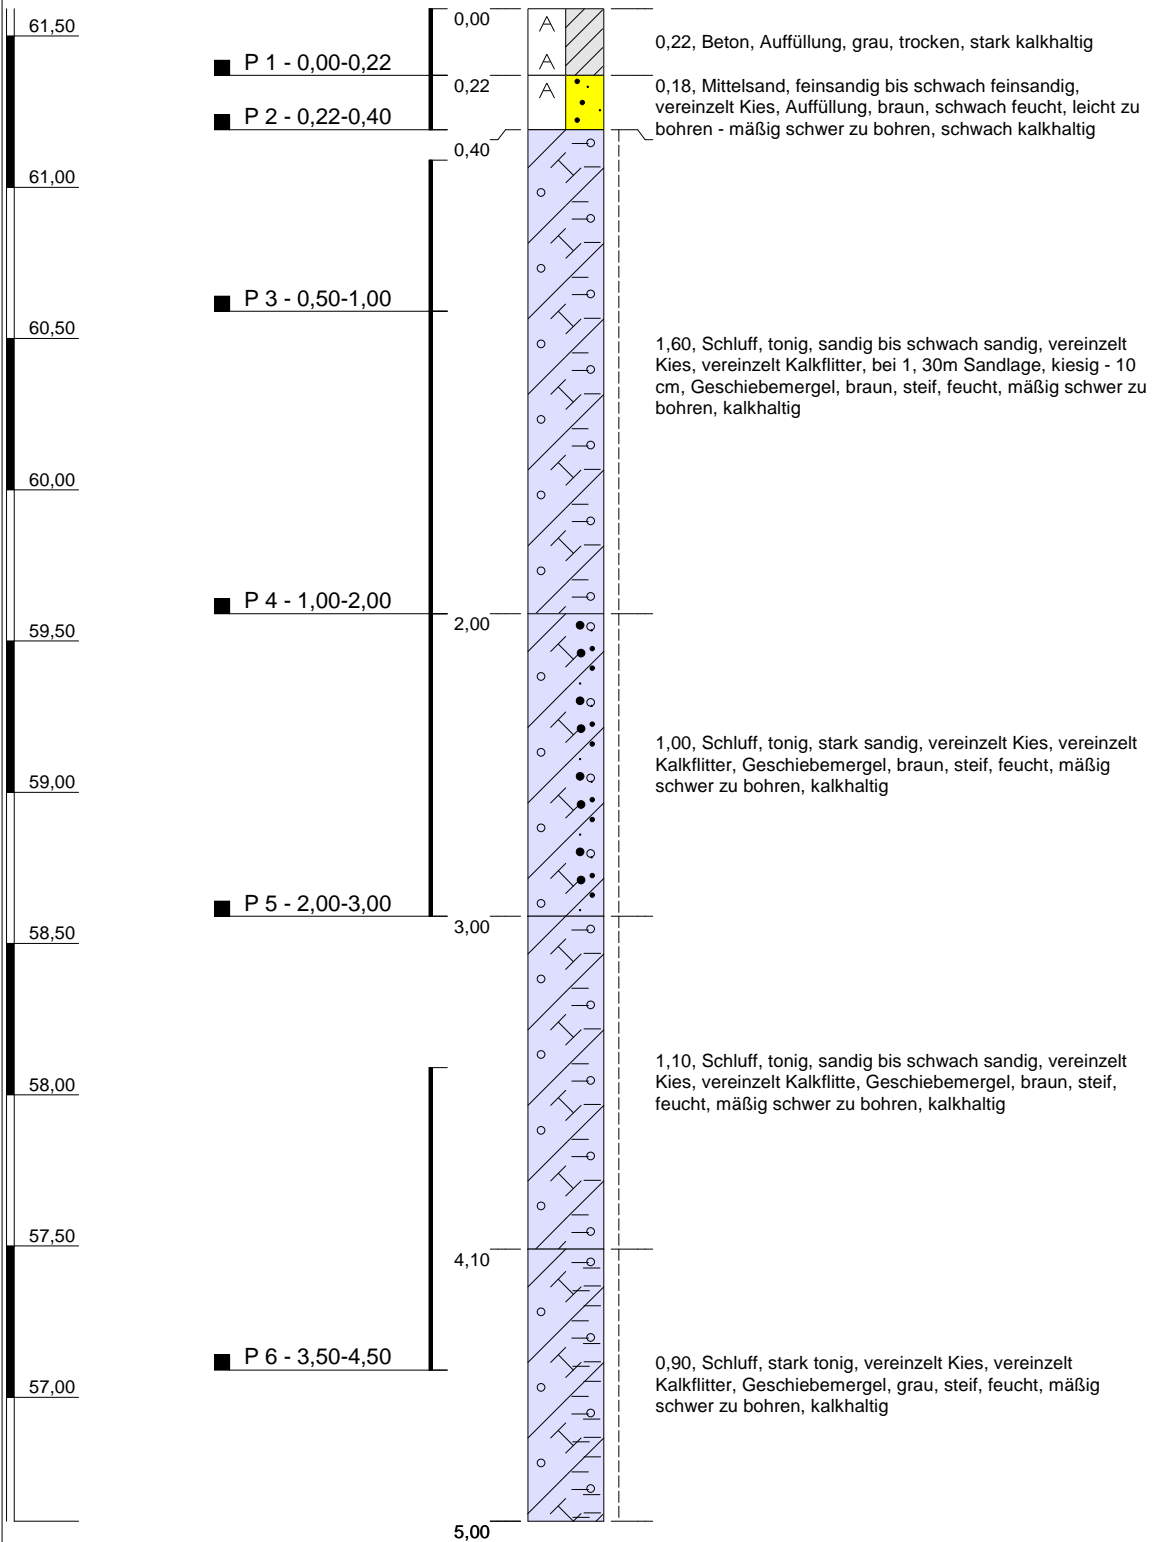 61,50
61,00
60,50
60,00
59,50
59,00
58,50
58,00
57,50
57,00
P 1 - 0,00-0,22
P 2 - 0,22-0,40
P 3 - 0,50-1,00
P 4 - 1,00-2,00
P 5 - 2,00-3,00
P 6 - 3,50-4,50
0,00
0,22
0,40
2,00
3,00
4,10
5,00
A
A
A
0,22, Beton, Auffüllung, grau, trocken, stark kalkhaltig
0,18, Mittelsand, feinsandig bis schwach feinsandig,
vereinzelt Kies, Auffüllung, braun, schwach feucht, leicht zu
bohren - mäßig schwer zu bohren, schwach kalkhaltig
1,60, Schluff, tonig, sandig bis schwach sandig, vereinzelt
Kies, vereinzelt Kalkflitter, bei 1, 30m Sandlage, kiesig - 10
cm, Geschiebemergel, braun, steif, feucht, mäßig schwer zu
bohren, kalkhaltig
1,00, Schluff, tonig, stark sandig, vereinzelt Kies, vereinzelt
Kalkflitter, Geschiebemergel, braun, steif, feucht, mäßig
schwer zu bohren, kalkhaltig
1,10, Schluff, tonig, sandig bis schwach sandig, vereinzelt
Kies, vereinzelt Kalkflitte, Geschiebemergel, braun, steif,
feucht, mäßig schwer zu bohren, kalkhaltig
0,90, Schluff, stark tonig, vereinzelt Kies, vereinzelt
Kalkflitter, Geschiebemergel, grau, steif, feucht, mäßig
schwer zu bohren, kalkhaltig